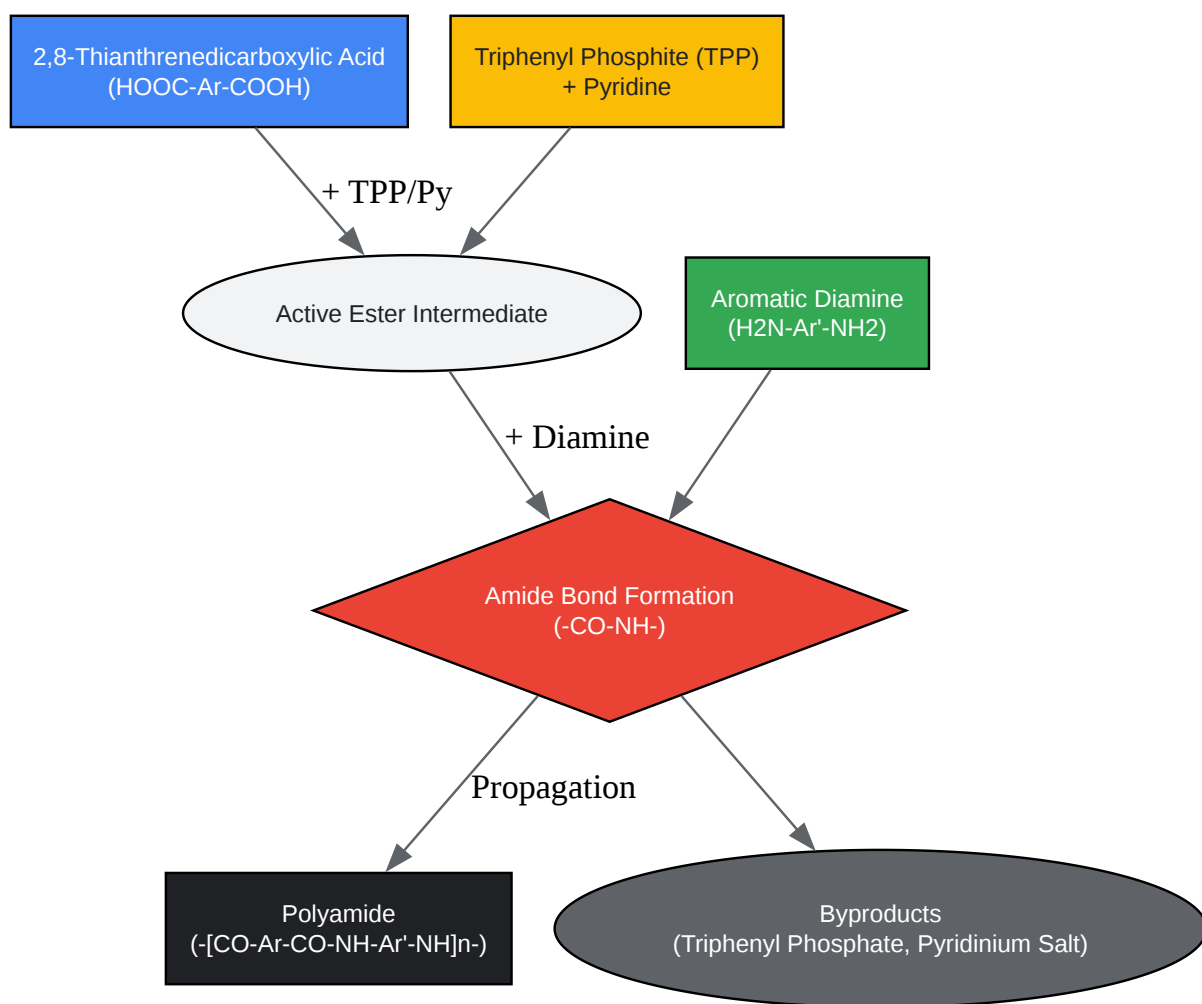 2,8-Thianthrenedicarboxylic Acid
(HOOC-Ar-COOH)
Triphenyl Phosphite (TPP)
+ Pyridine
+ TPP/Py
Active Ester Intermediate
Aromatic Diamine
(H2N-Ar'-NH2)
+ Diamine
Amide Bond Formation
(-CO-NH-)
Propagation
Polyamide
(-[CO-Ar-CO-NH-Ar'-NH]n-)
Byproducts
(Triphenyl Phosphate, Pyridinium Salt)